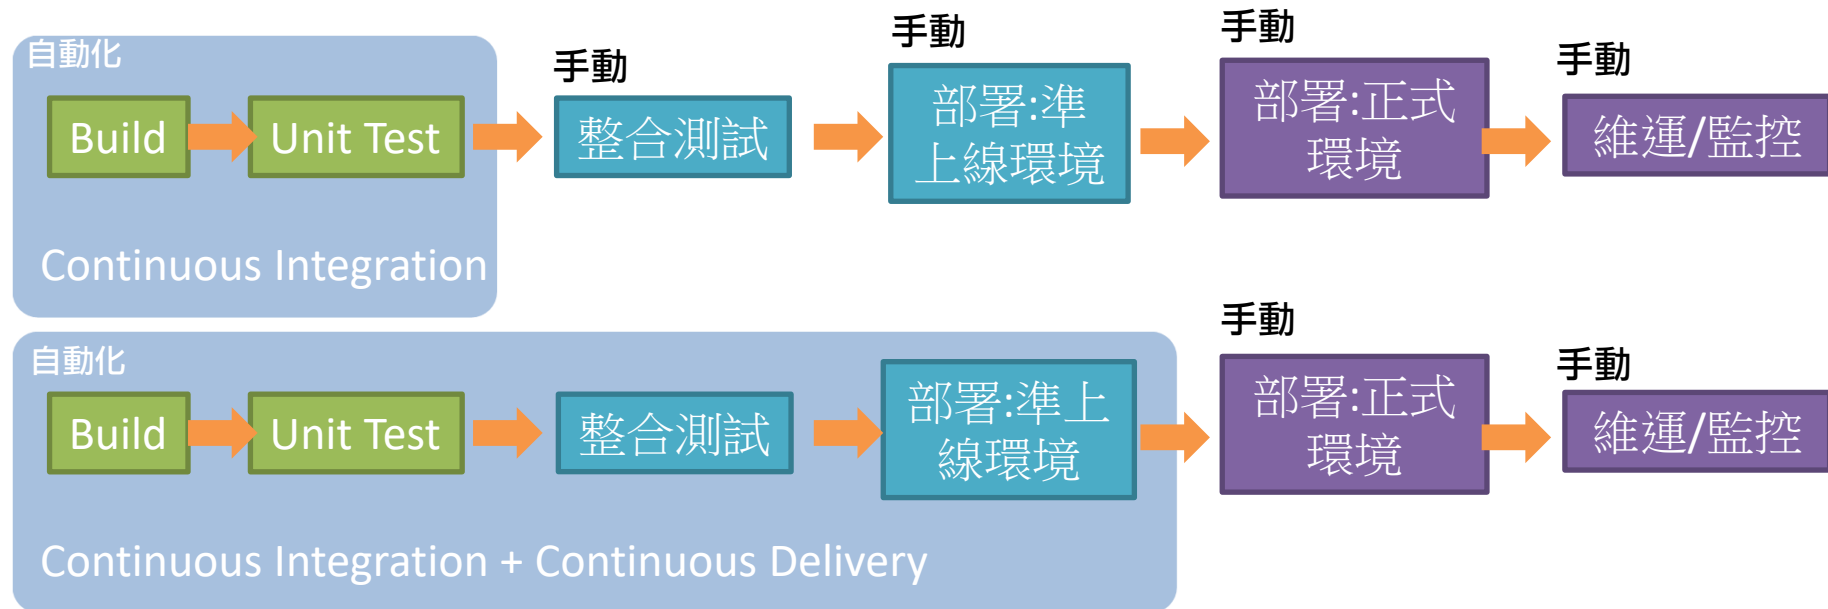 自動化
手動
手動
手動
手動
Build
Unit Test
整合測試
部署:準
上線環境
部署:正式
環境
維運/監控
Continuous Integration
自動化
手動
手動
Build
Unit Test
整合測試
部署:準上
線環境
部署:正式
環境
維運/監控
Continuous Integration + Continuous Delivery